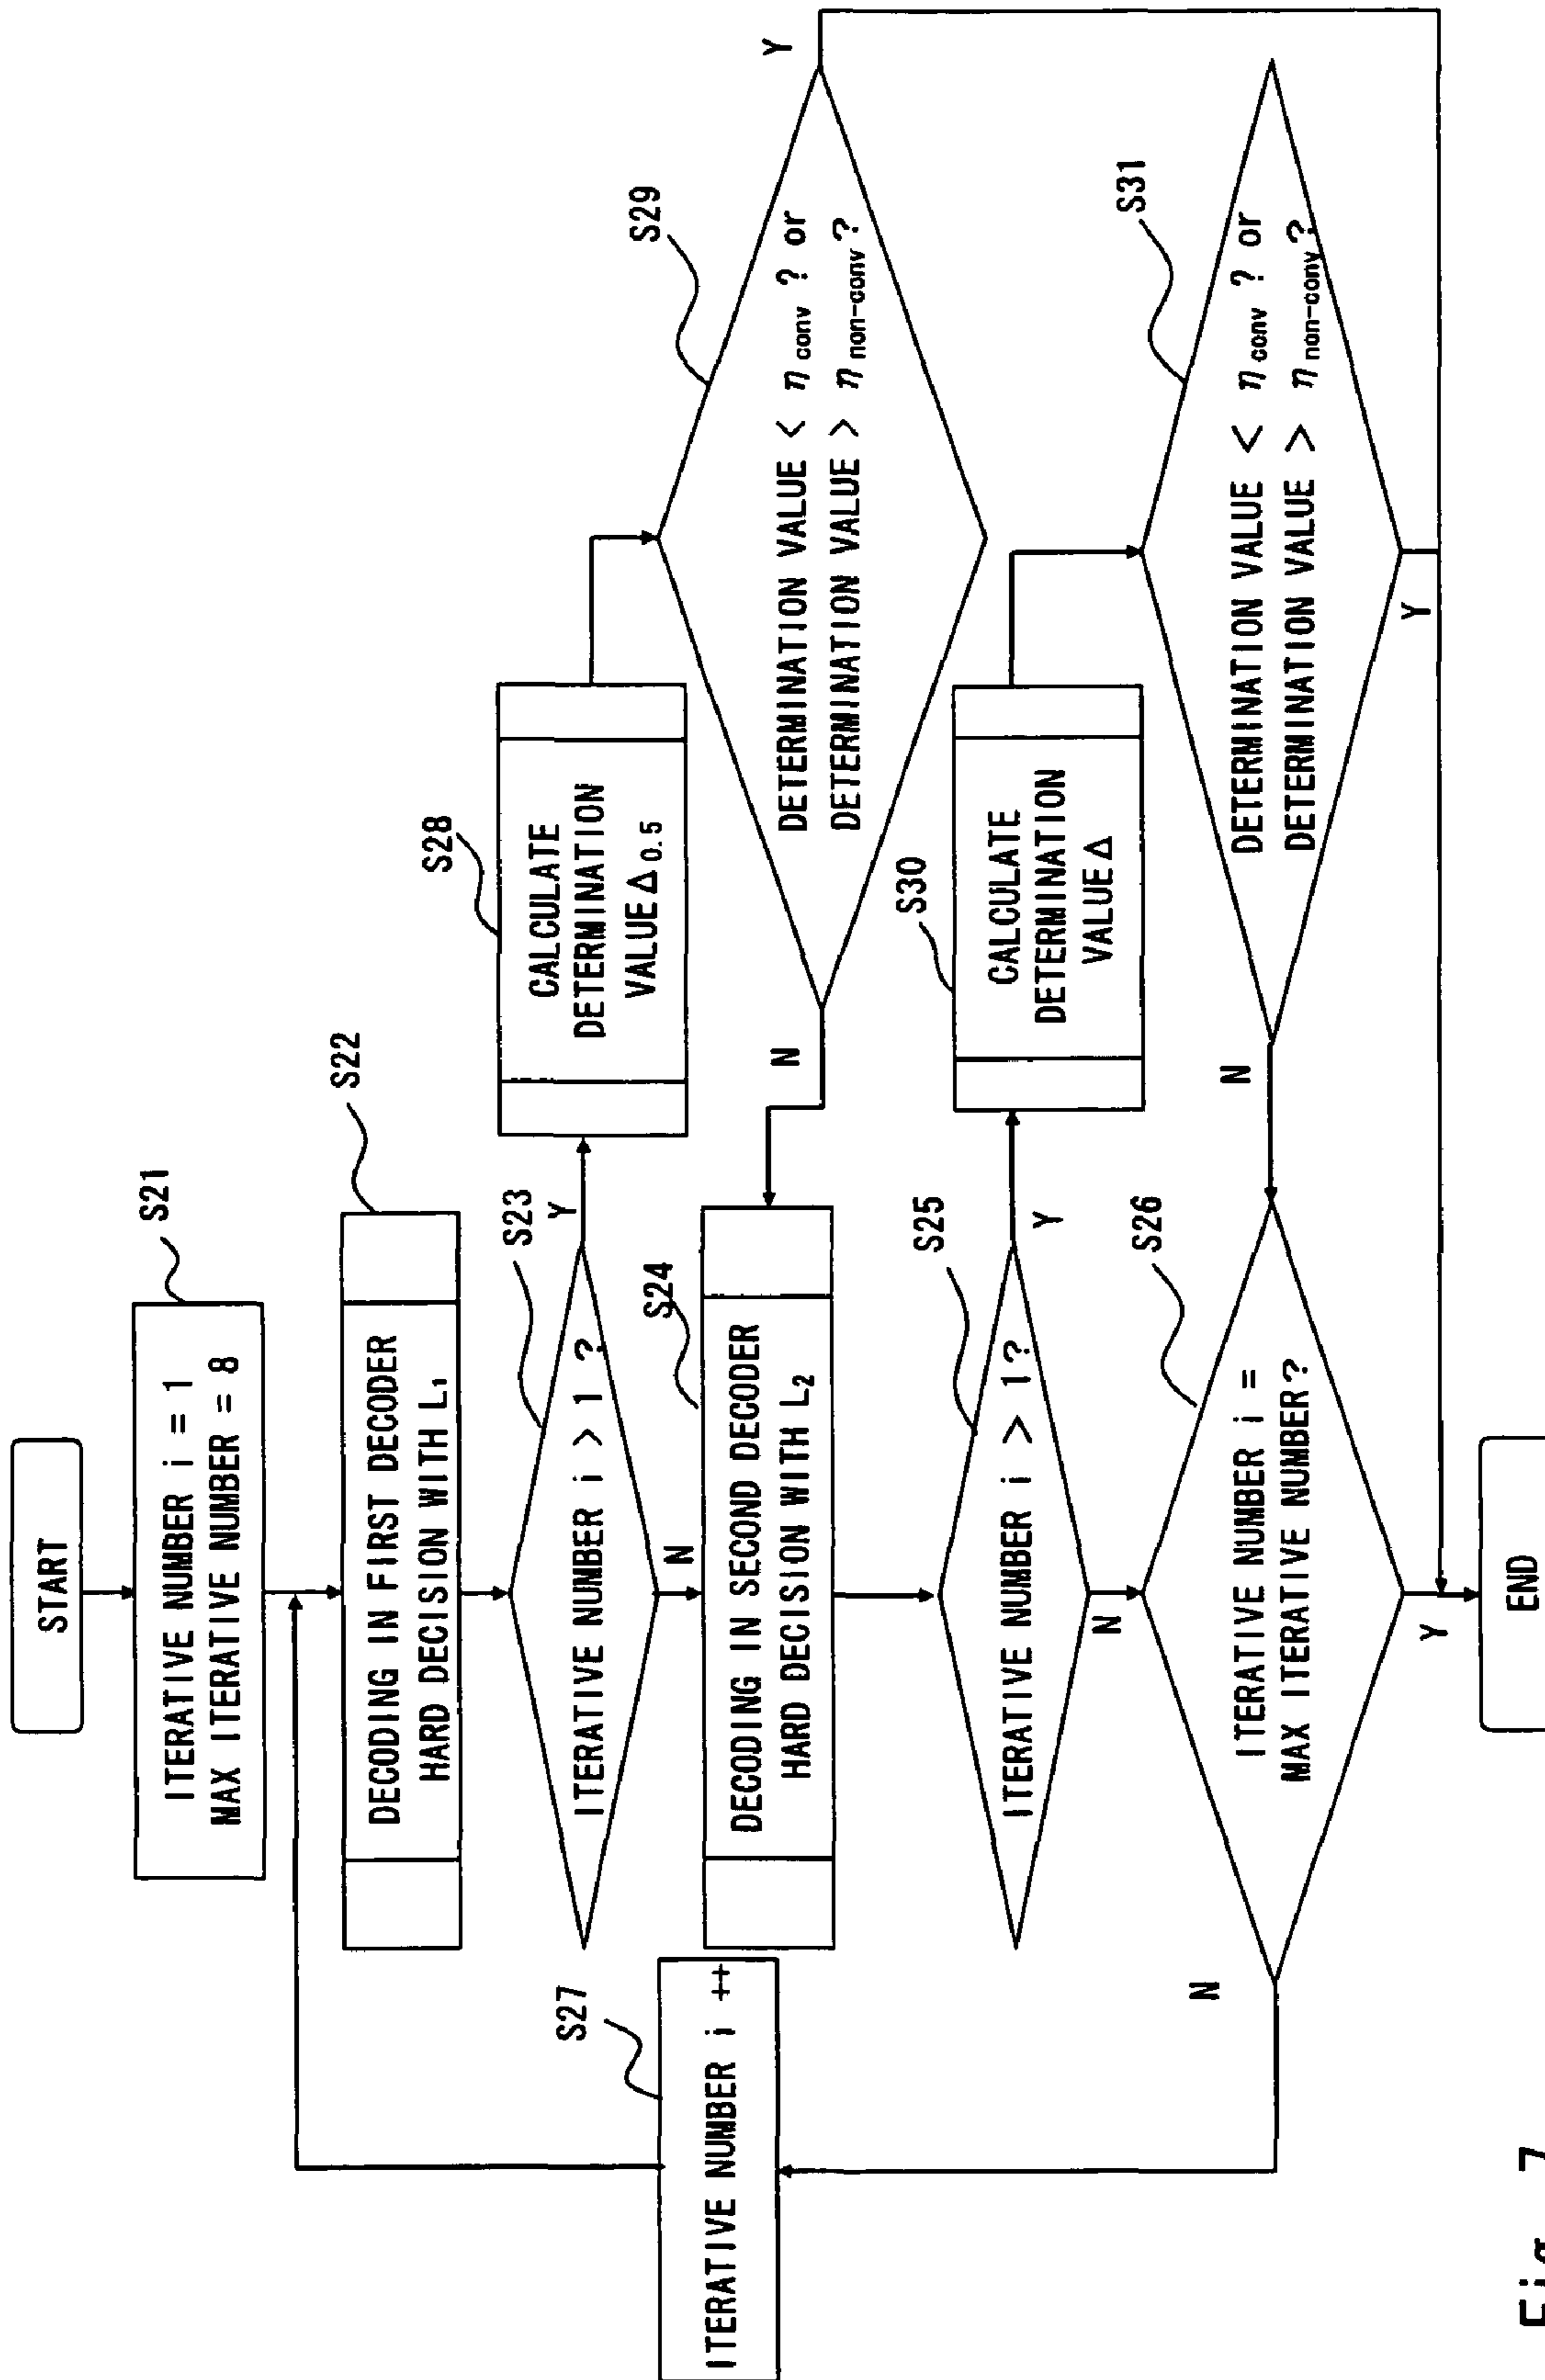 START
S21
ITERATIVE NUMBER i = 1
MAX ITERATIVE NUMBER = 8
S22
DECODING IN FIRST DECODER
HARD DECISION WITH L1
S23
ITERATIVE NUMBER i > 1 ?
Y
N
S28
CALCULATE
DETERMINATION
VALUE Δ0.5
S29
DETERMINATION VALUE < ηconv ? or
DETERMINATION VALUE > ηnon-conv ?
Y
N
S24
DECODING IN SECOND DECODER
HARD DECISION WITH L2
S27
ITERATIVE NUMBER i ++
S25
ITERATIVE NUMBER i > 1?
Y
N
S30
CALCULATE
DETERMINATION
VALUE Δ
S31
DETERMINATION VALUE < ηconv ? or
DETERMINATION VALUE > ηnon-conv ?
N
Y
S26
ITERATIVE NUMBER i =
MAX ITERATIVE NUMBER?
N
Y
END
Fig. 7